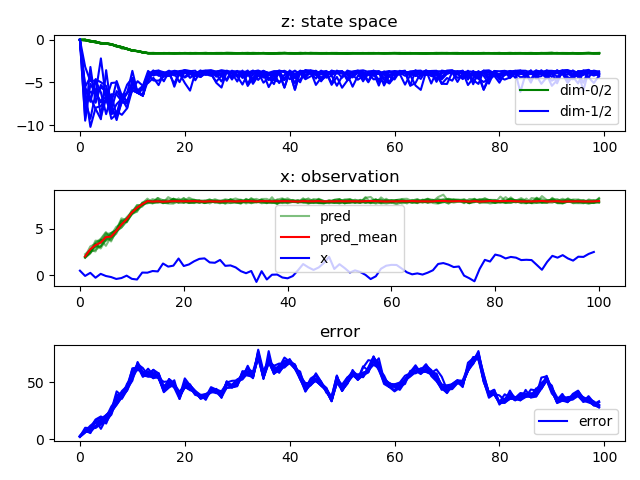 z: state space
0
−5
−10
dim-0/2
dim-1/2
0 20 40 60 80 100
x: observation
5
0
pred
pred_mean
x
0 20 40 60 80 100
error
50
0
error
0 20 40 60 80 100